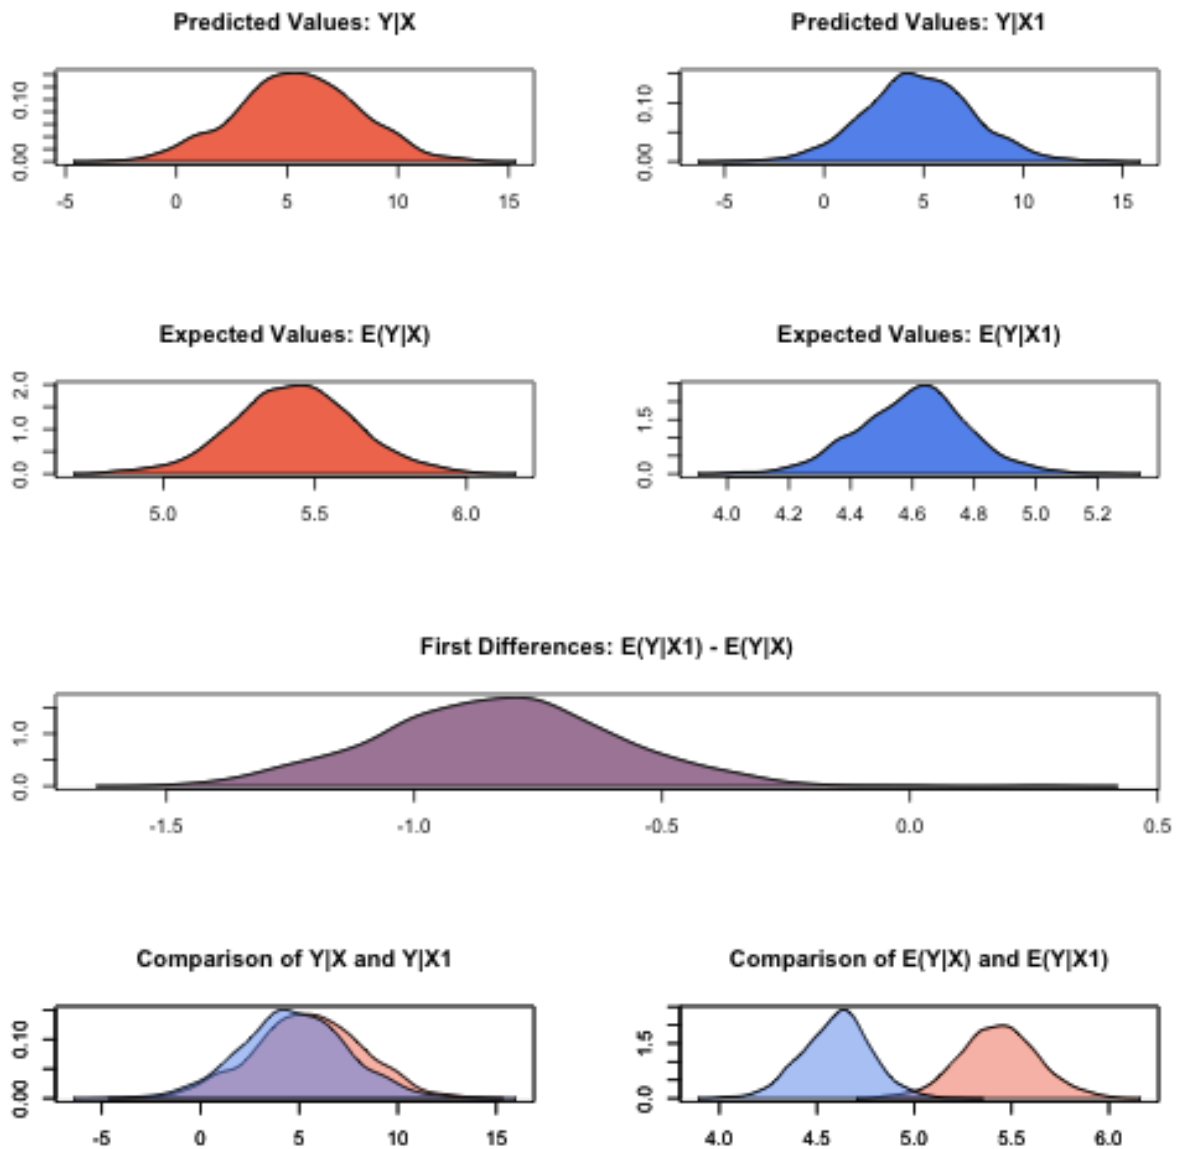 Predicted Values: Y|X
Predicted Values: Y|X1
0.00 0.10
-5 0 5 10 15
0.00 0.10
-5 0 5 10 15
Expected Values: E(Y|X)
Expected Values: E(Y|X1)
0.0 1.0 2.0
5.0 5.5 6.0
0.0 1.5
4.0 4.2 4.4 4.6 4.8 5.0 5.2
First Differences: E(Y|X1) - E(Y|X)
0.0 1.0
-1.5 -1.0 -0.5 0.0 0.5
Comparison of Y|X and Y|X1
Comparison of E(Y|X) and E(Y|X1)
0.00 0.10
-5 0 5 10 15
0.0 1.5
4.0 4.5 5.0 5.5 6.0